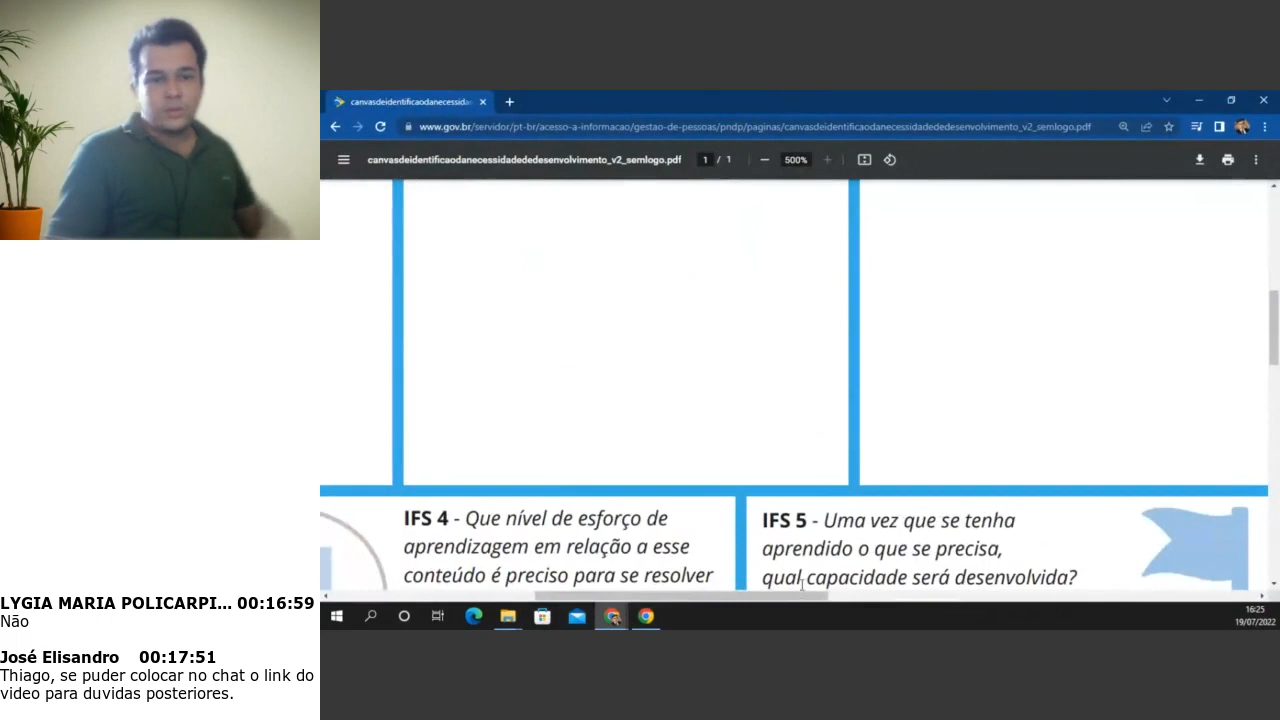 canvasdeidentificaodanecessida
www.gov.br/servidor/pt-br/acesso-a-informacao/gestao-de-pessoas/pndp/paginas/canvasdeidentificaodanecessidadededesenvolvimento_v2_semlogo.pdf
canvasdeidentificaodanecessidadededesenvolvimento_v2_semlogo.pdf 1 / 1 500%
IFS 4 - Que nível de esforço de
aprendizagem em relação a esse
conteúdo é preciso para se resolver
IFS 5 - Uma vez que se tenha
aprendido o que se precisa,
qual capacidade será desenvolvida?
16:25
19/07/2022
LYGIA MARIA POLICARPI... 00:16:59
Não
José Elisandro 00:17:51
Thiago, se puder colocar no chat o link do
video para duvidas posteriores.